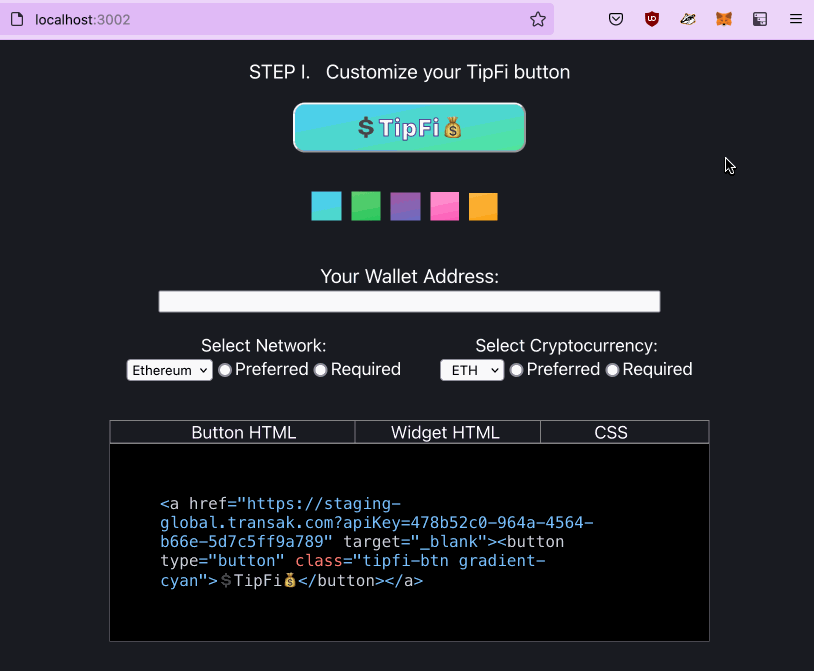 localhost:3002
STEP I. Customize your TipFi button
💲TipFi💰
Your Wallet Address:
Select Network: Select Cryptocurrency:
Ethereum Preferred Required ETH Preferred Required
Button HTML Widget HTML CSS
<a href="https://staging-
global.transak.com?apiKey=478b52c0-964a-4564-
b66e-5d7c5ff9a789" target="_blank"><button
type="button" class="tipfi-btn gradient-
cyan">💲TipFi💰</button></a>